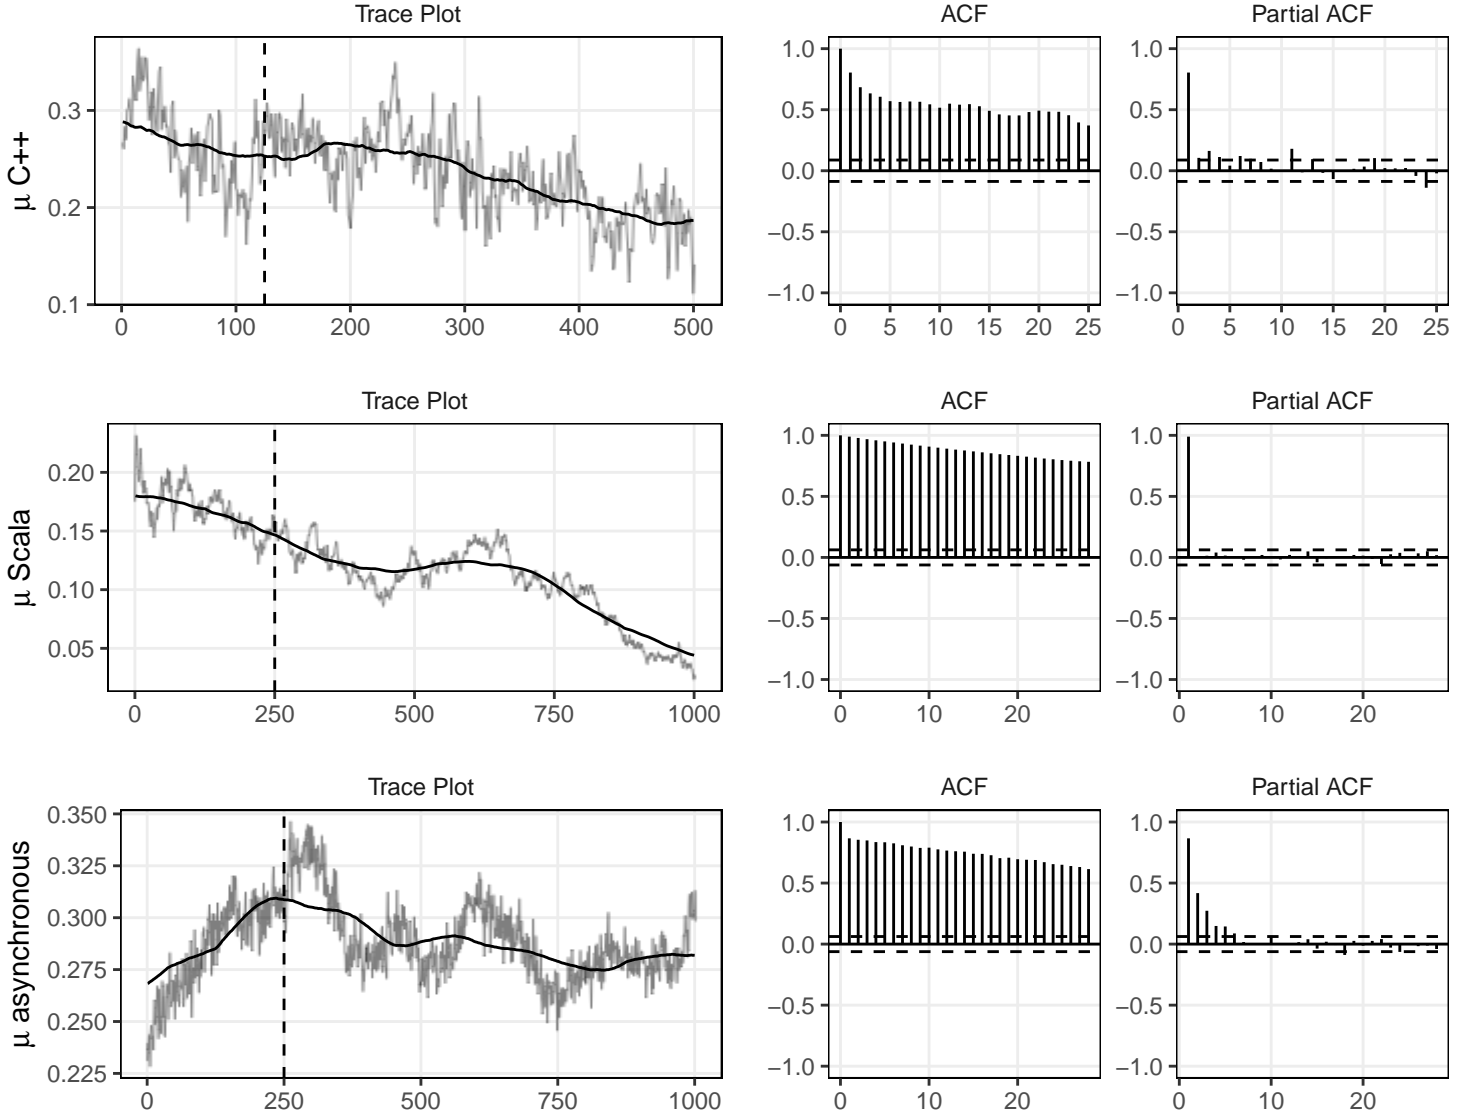 Trace Plot ACF Partial ACF
μ C++
0.3
0.2
0.1
0 100 200 300 400 500
1.0
0.5
0.0
−0.5
−1.0
0 5 10 15 20 25
1.0
0.5
0.0
−0.5
−1.0
0 5 10 15 20 25
Trace Plot ACF Partial ACF
μ Scala
0.20
0.15
0.10
0.05
0 250 500 750 1000
1.0
0.5
0.0
−0.5
−1.0
0 10 20
1.0
0.5
0.0
−0.5
−1.0
0 10 20
Trace Plot ACF Partial ACF
μ asynchronous
0.350
0.325
0.300
0.275
0.250
0.225
0 250 500 750 1000
1.0
0.5
0.0
−0.5
−1.0
0 10 20
1.0
0.5
0.0
−0.5
−1.0
0 10 20